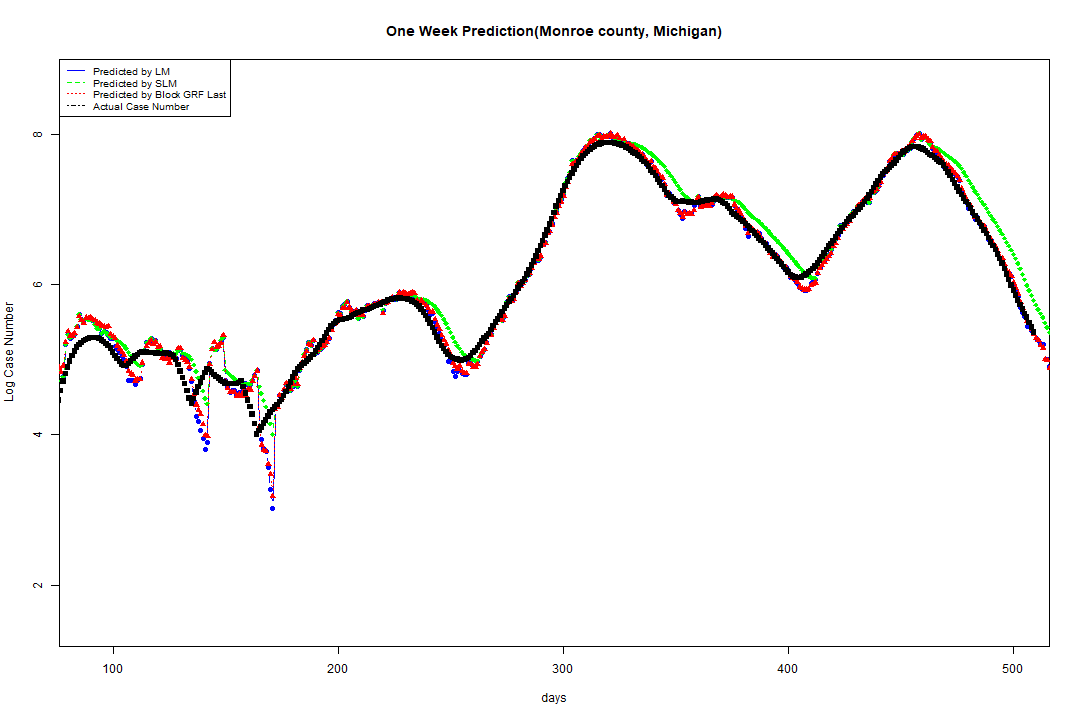 One Week Prediction(Monroe county, Michigan)
Predicted by LM
Predicted by SLM
Predicted by Block GRF Last
Actual Case Number
8
6
4
2
Log Case Number
100 200 300 400 500
days